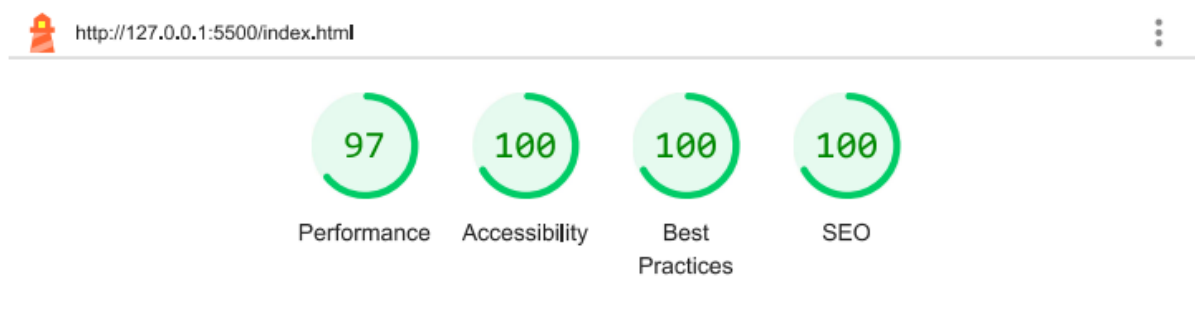 http://127.0.0.1:5500/index.html
97 100 100 100
Performance Accessibility Best Practices SEO